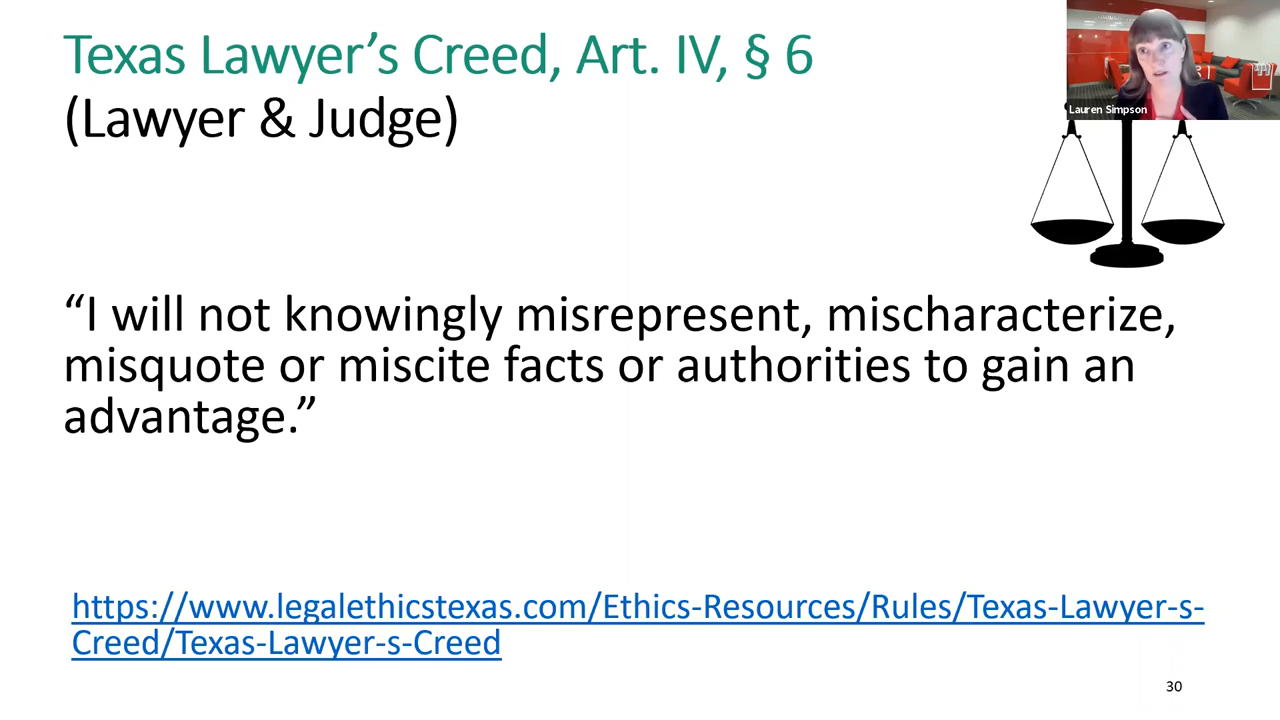 Texas Lawyer’s Creed, Art. IV, § 6
(Lawyer & Judge)
Lauren Simpson
“I will not knowingly misrepresent, mischaracterize,
misquote or miscite facts or authorities to gain an
advantage.”
https://www.legalethicstexas.com/Ethics-Resources/Rules/Texas-Lawyer-s-
Creed/Texas-Lawyer-s-Creed
30